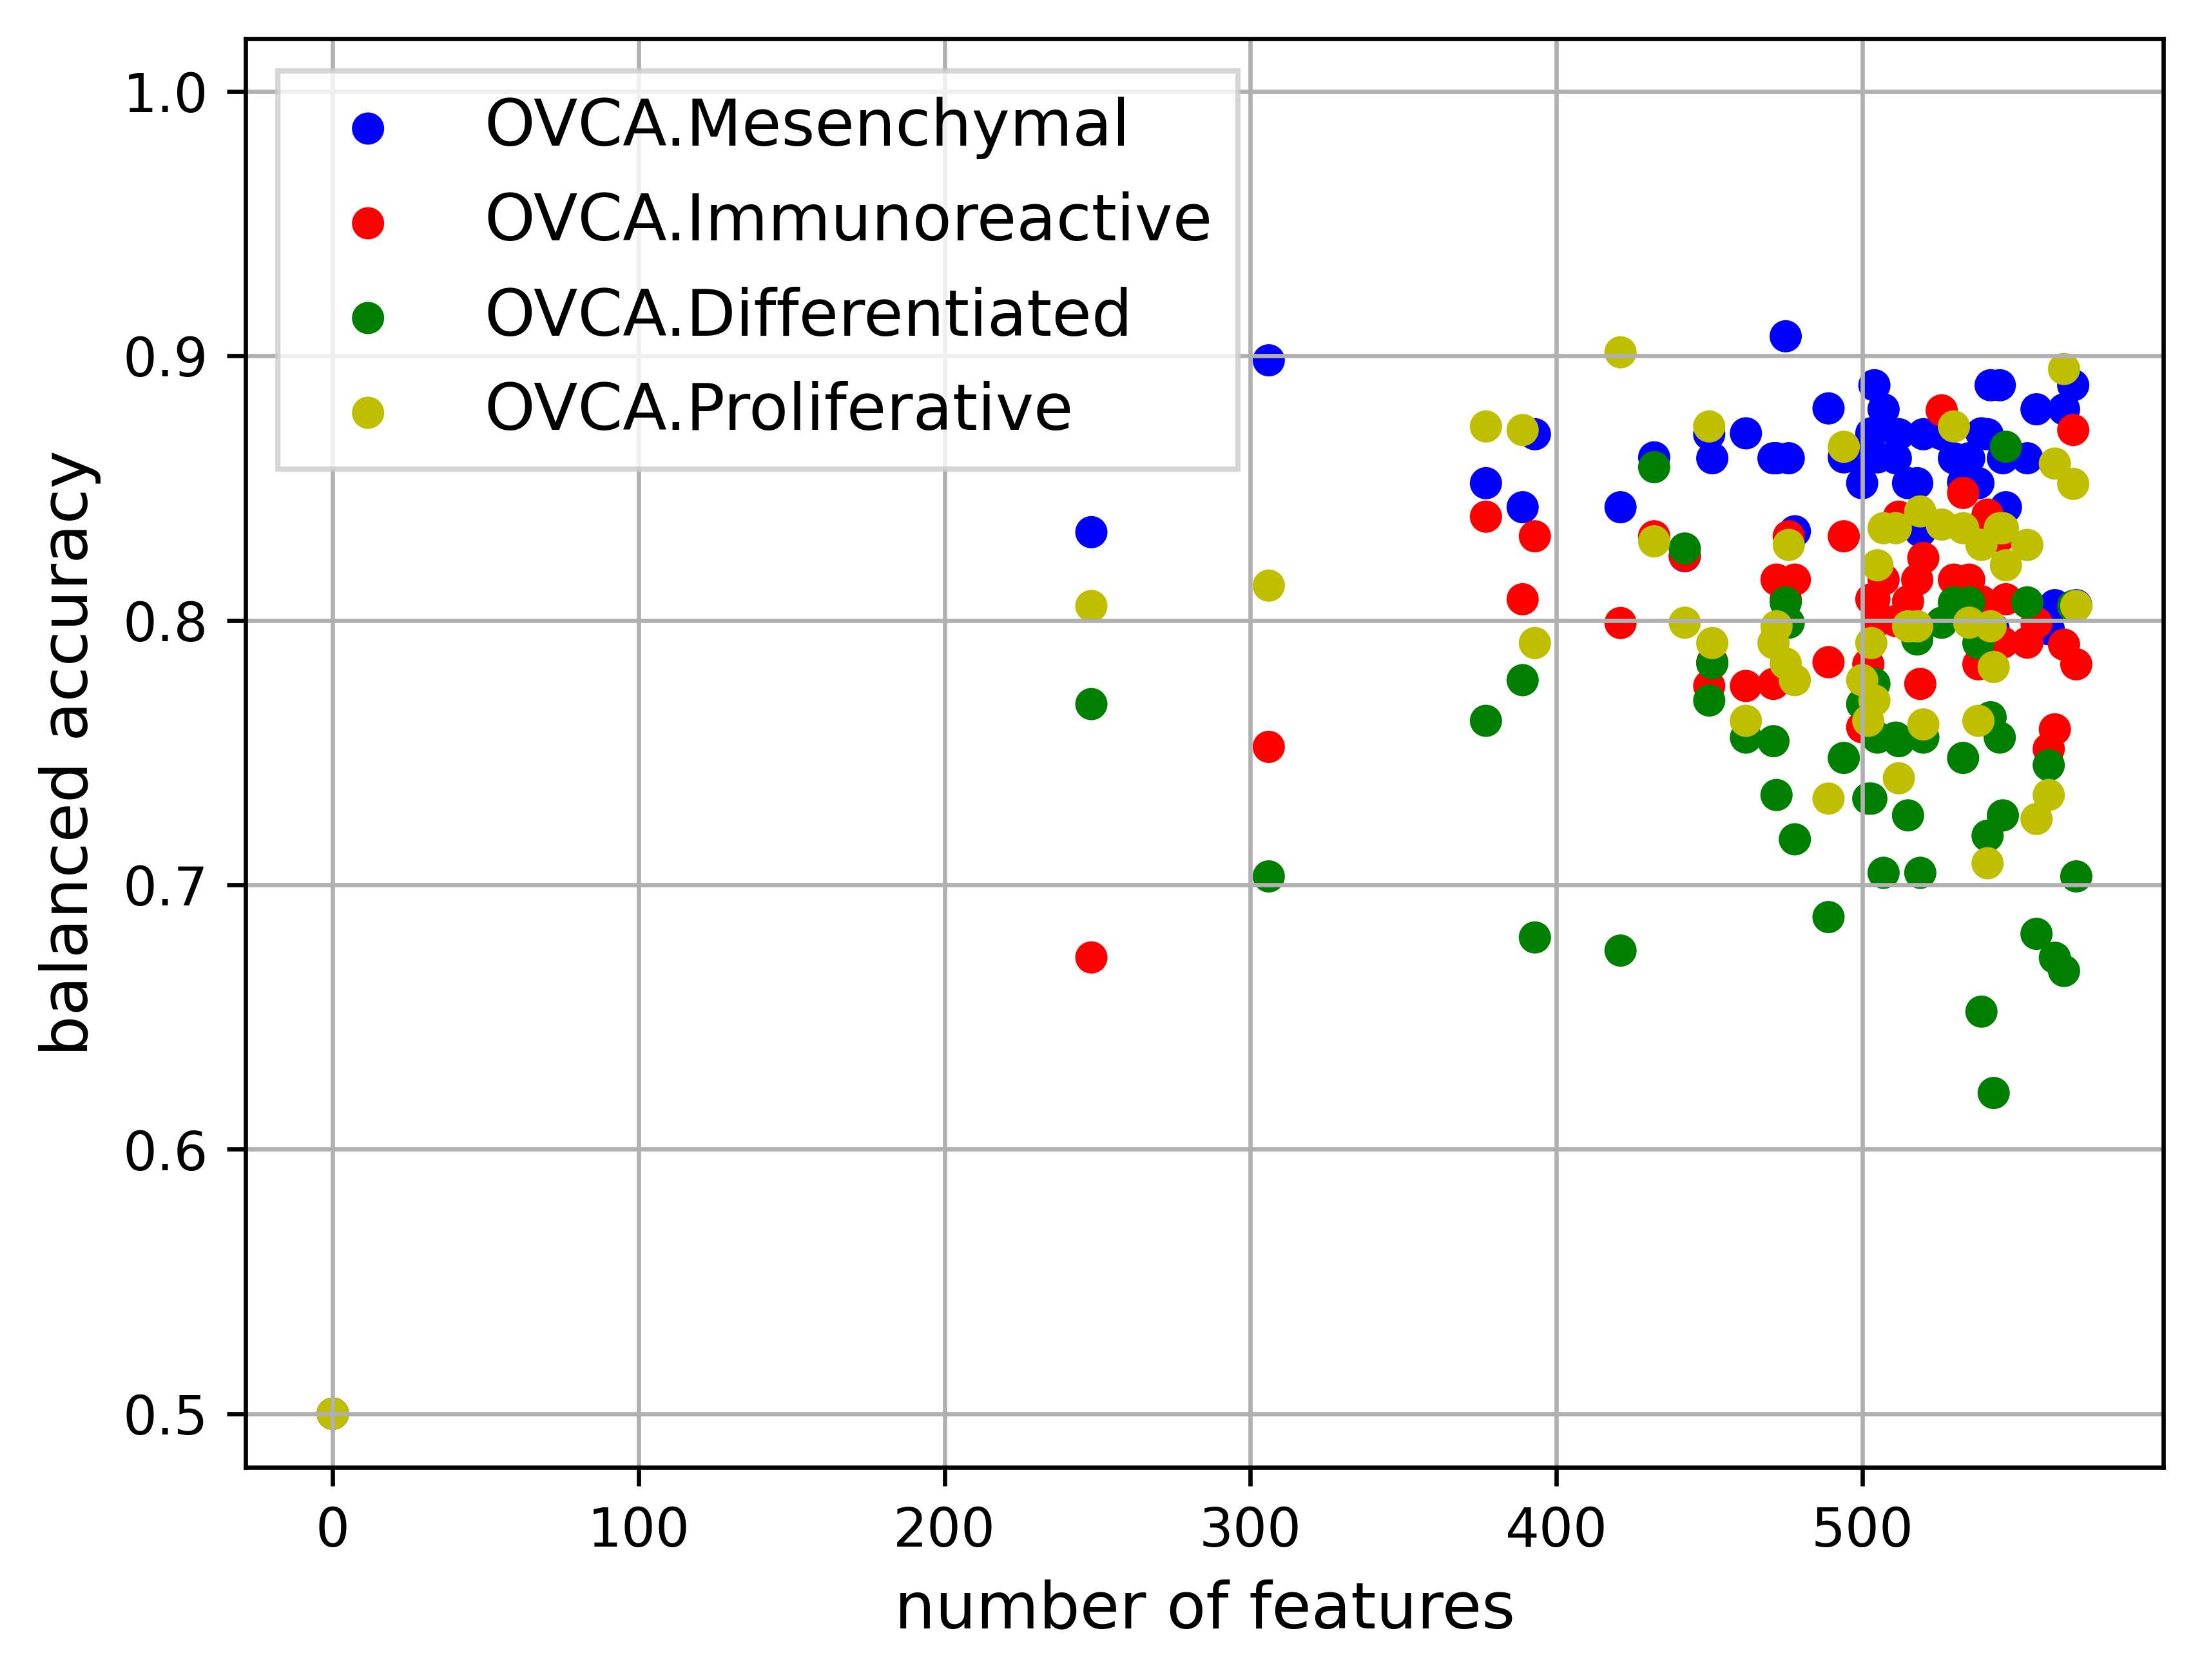 1.0
0.9
0.8
0.7
0.6
0.5
balanced accuracy
OVCA.Mesenchymal
OVCA.Immunoreactive
OVCA.Differentiated
OVCA.Proliferative
0 100 200 300 400 500
number of features